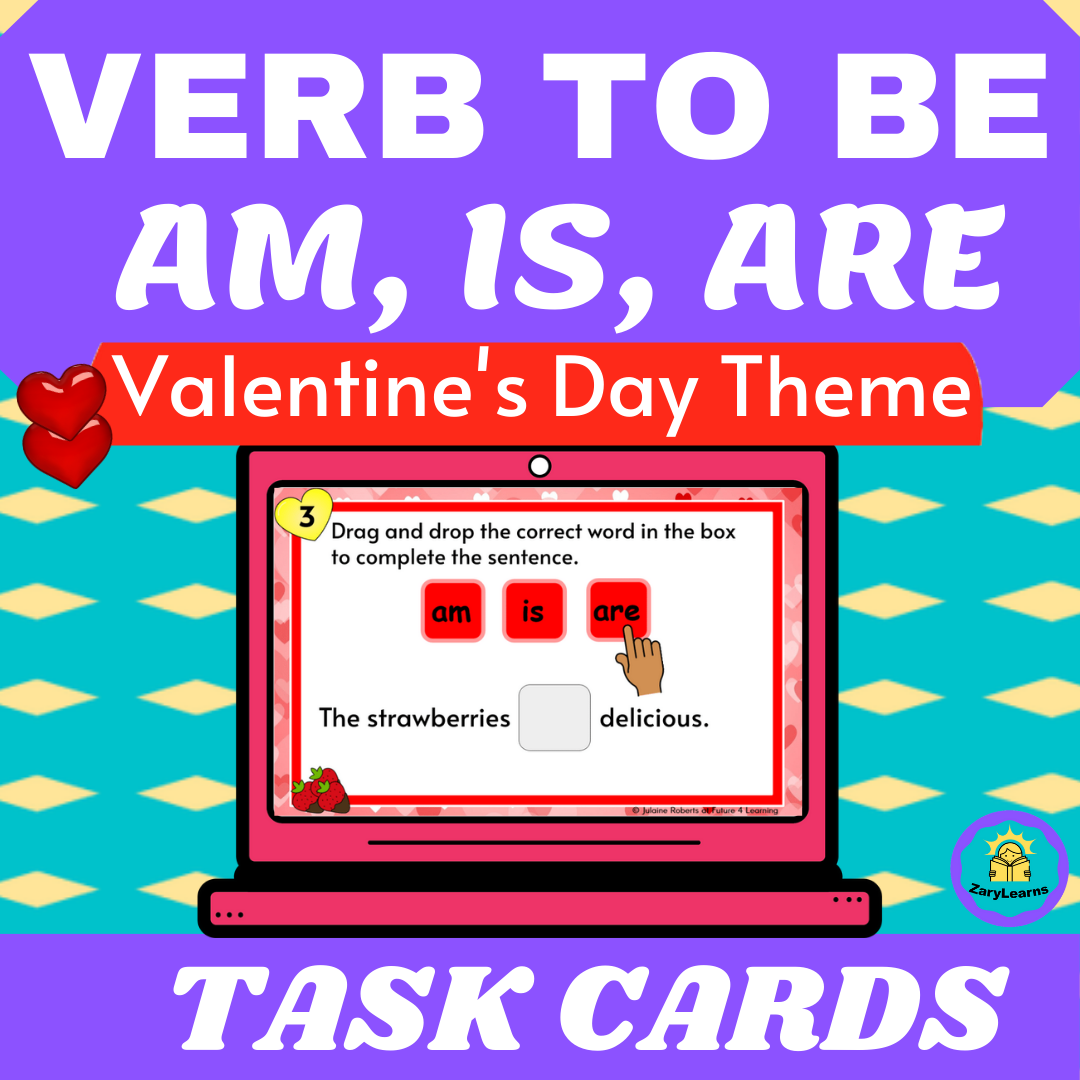 VERB TO BE
AM, IS, ARE
Valentine's Day Theme
3
Drag and drop the correct word in the box
to complete the sentence.
am is are
The strawberries delicious.
© Julaine Roberts at Future 4 Learning
ZaryLearns
TASK CARDS